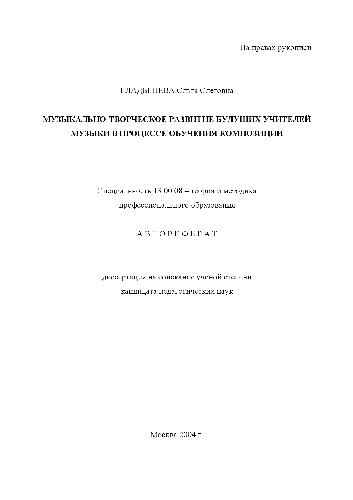 На правах рукописи
ГЛАДЫШЕВА Ольга Олеговна
МУЗЫКАЛЬНО-ТВОРЧЕСКОЕ РАЗВИТИЕ БУДУЩИХ УЧИТЕЛЕЙ
МУЗЫКИ В ПРОЦЕССЕ ОБУЧЕНИЯ КОМПОЗИЦИИ
Специальность 13.00.08 – теория и методика
профессионального образования
А В Т О Р Е Ф Е Р А Т
диссертации на соискание ученой степени
кандидата педагогических наук
Москва 2004 г